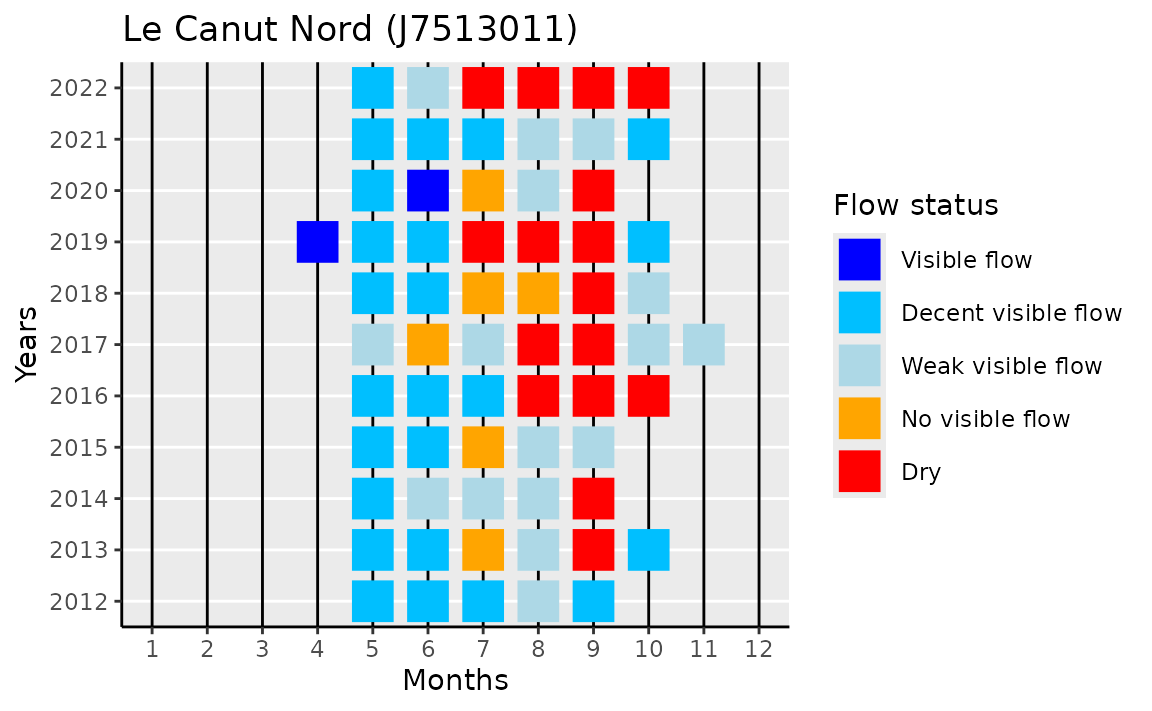 Le Canut Nord (J7513011)
Years
2022
2021
2020
2019
2018
2017
2016
2015
2014
2013
2012
1 2 3 4 5 6 7 8 9 10 11 12
Months
Flow status
Visible flow
Decent visible flow
Weak visible flow
No visible flow
Dry